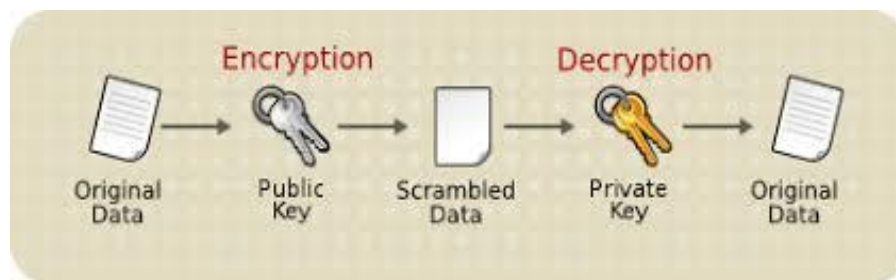 Encryption
Decryption
Original
Data
Public
Key
Scrambled
Data
Private
Key
Original
Data